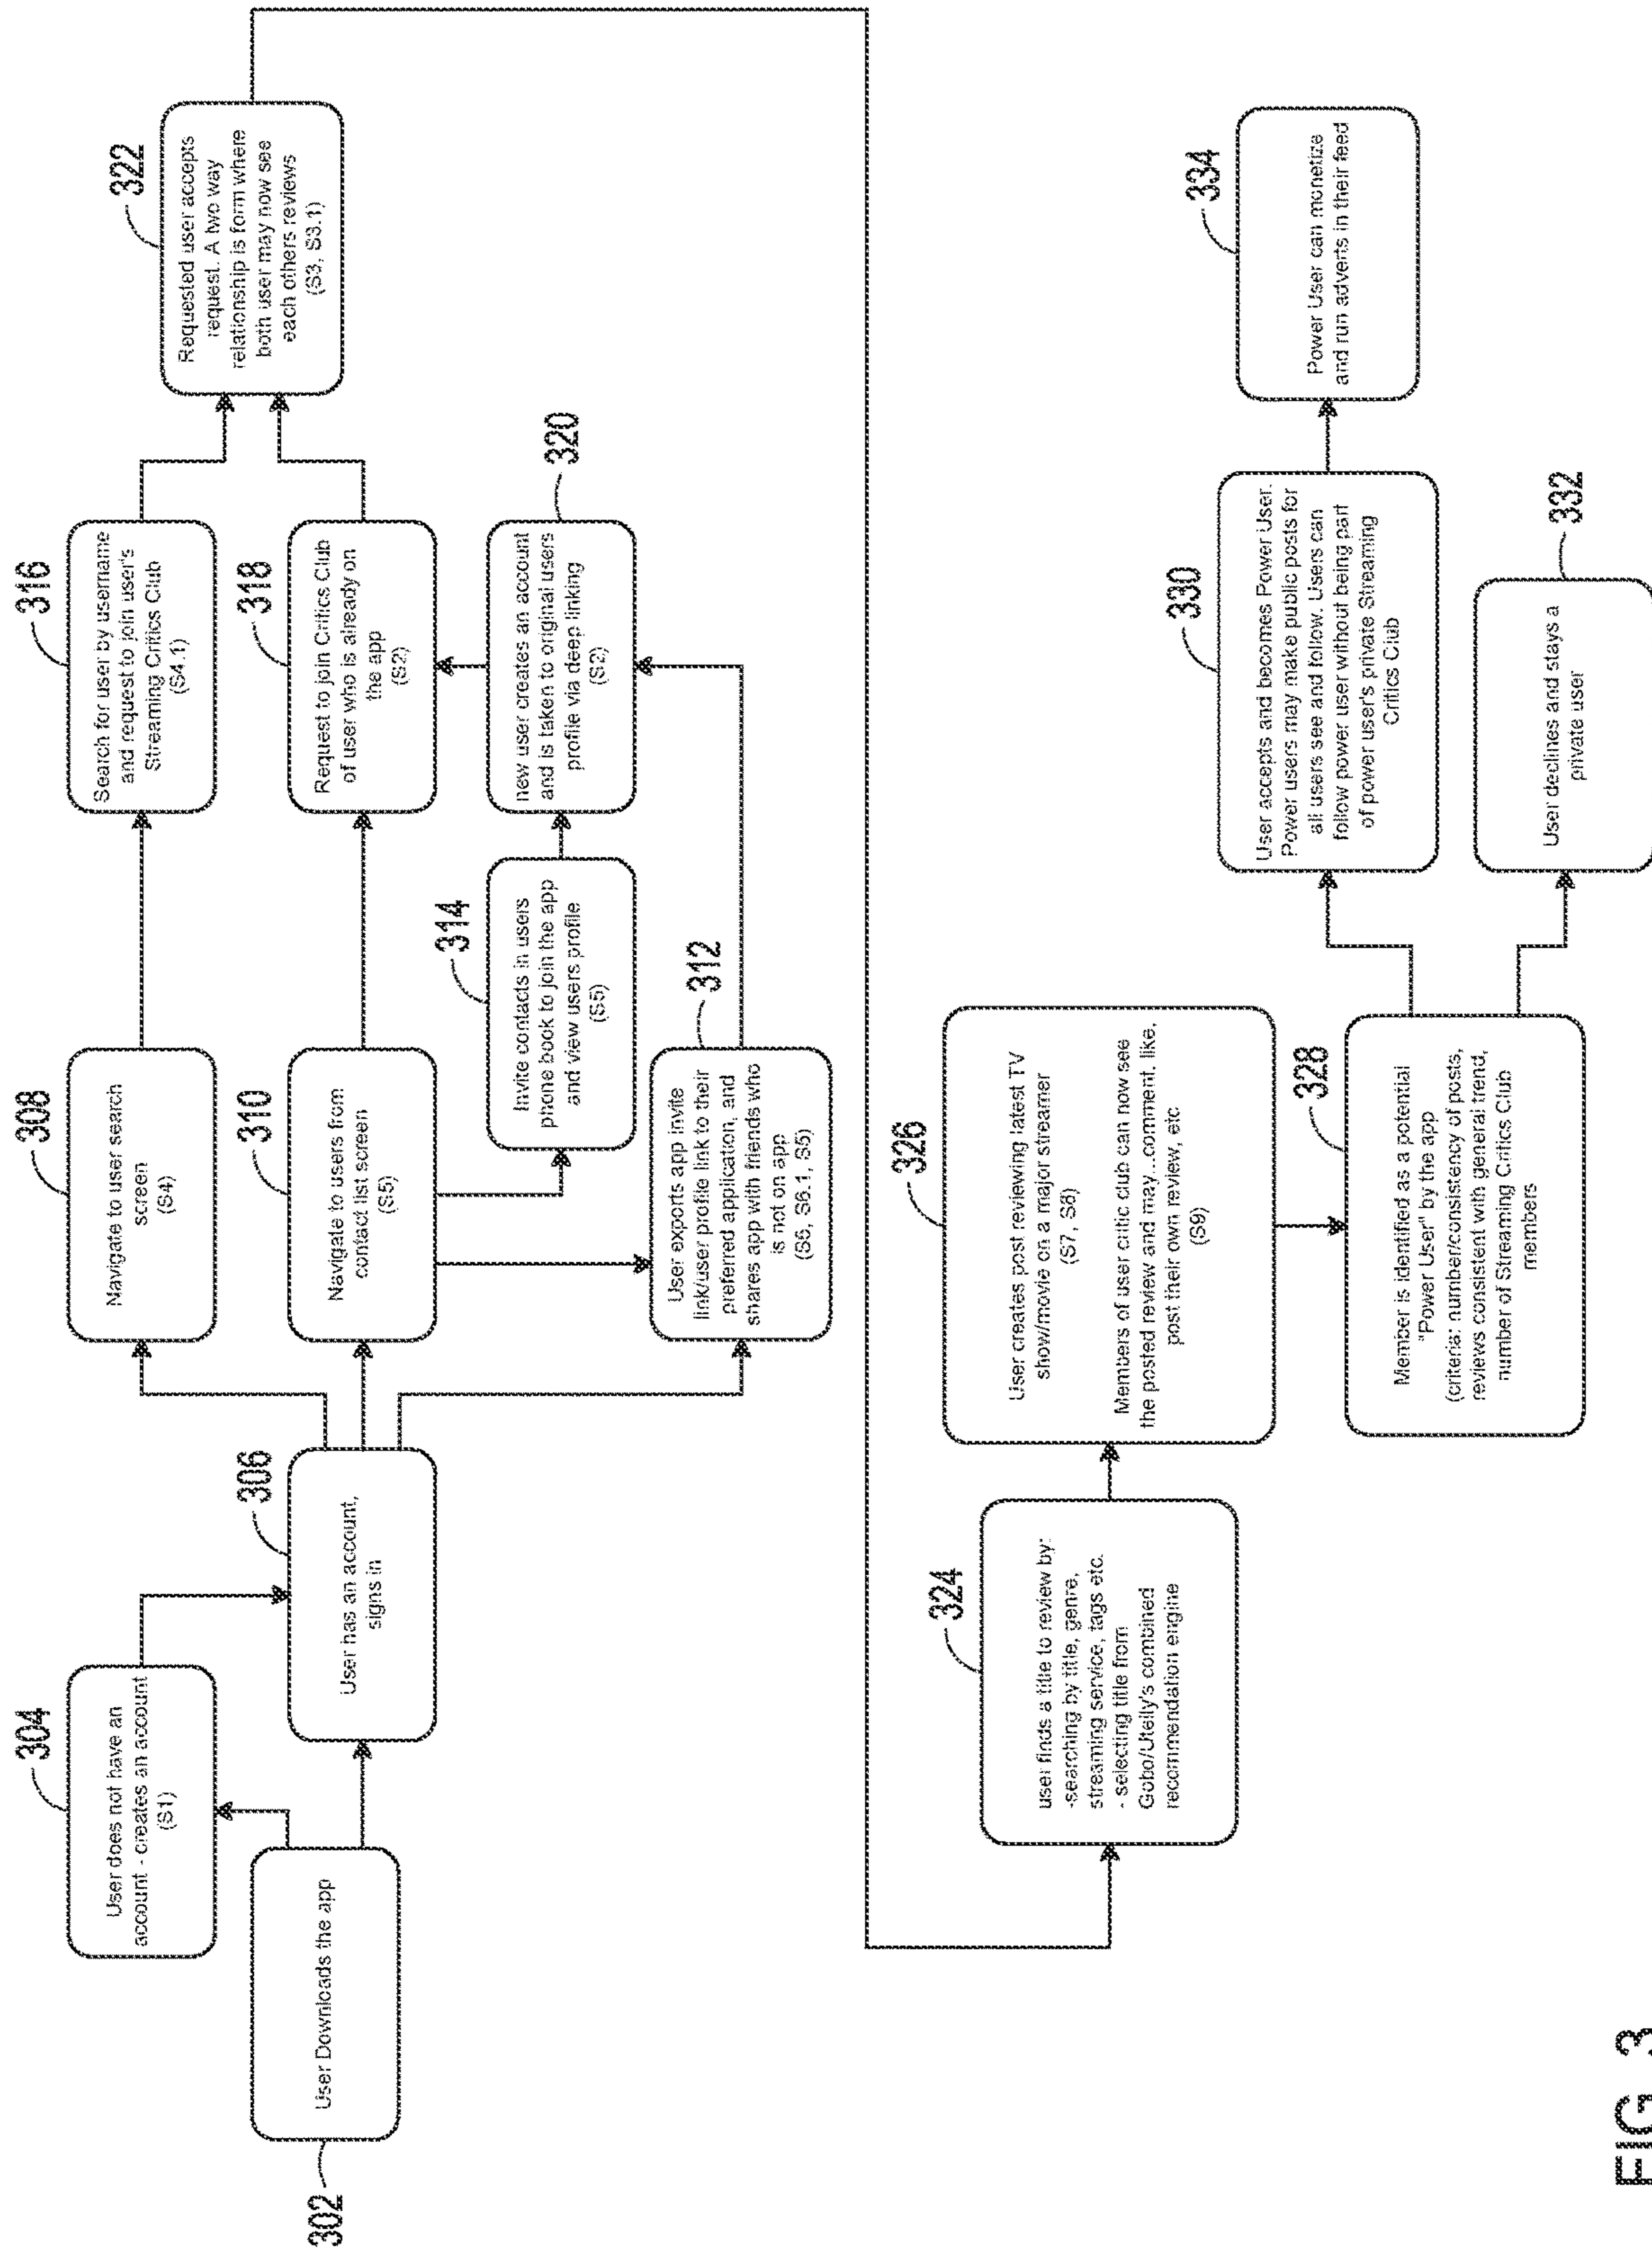 302
User Downloads the app
304
User does not have an
account - creates an account
(S1)
306
User has an account,
signs in
308
Navigate to user search
screen
(S4)
310
Navigate to users from
contact list screen
(S5)
312
User exports app invite
link/user profile link to their
preferred application, and
shares app with friends who
is not on app
(S6, S6.1, S5)
314
Invite contacts in users
phone book to join the app
and view users profile
(S5)
316
Search for user by username
and request to join user's
Streaming Critics Club
(S4.1)
318
Request to join Critics Club
of user who is already on
the app
(S2)
320
new user creates an account
and is taken to original users
profile via deep linking
(S2)
322
Requested user accepts
request. A two way
relationship is form where
both user may now see
each others reviews
(S3, S3.1)
324
user finds a title to review by:
-searching by title, genre,
streaming service, tags etc.
- selecting title from
Gobo/Utelly's combined
recommendation engine
326
User creates post reviewing latest TV
show/movie on a major streamer
(S7, S8)
Members of user critic club can now see
the posted review and may...comment, like,
post their own review, etc
(S9)
328
Member is identified as a potential
"Power User" by the app
(criteria: number/consistency of posts,
reviews consistent with general trend,
number of Streaming Critics Club
members
330
User accepts and becomes Power User.
Power users may make public posts for
all users see and follow. Users can
follow power user without being part
of power user's private Streaming
Critics Club
332
User declines and stays a
private user
334
Power User can monetize
and run adverts in their feed
FIG. 3